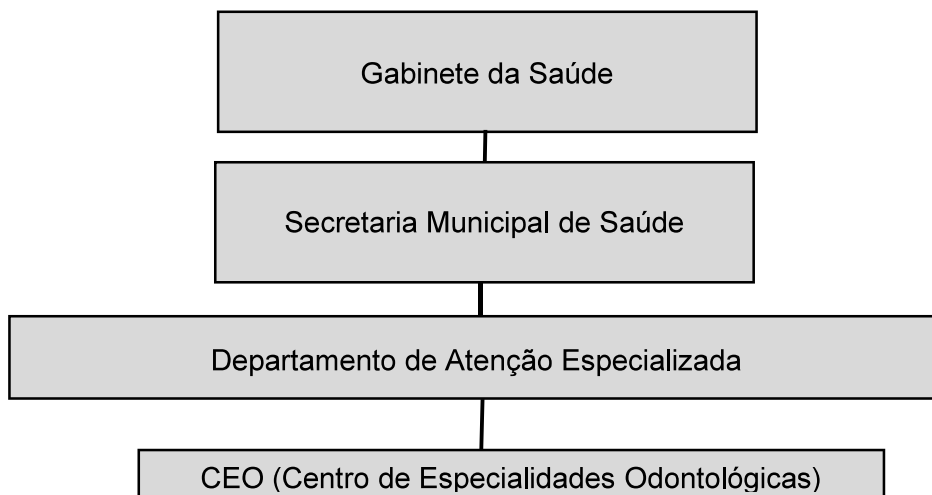 Gabinete da Saúde
Secretaria Municipal de Saúde
Departamento de Atenção Especializada
CEO (Centro de Especialidades Odontológicas)